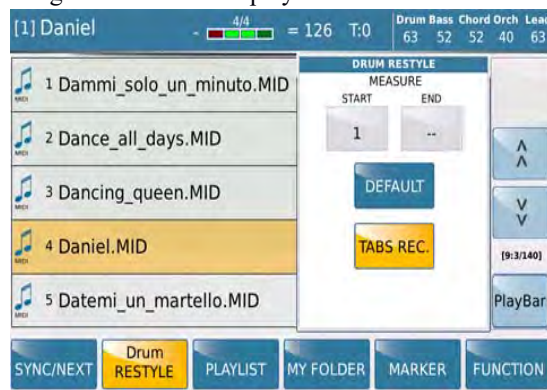 [1] Daniel
- 4/4 = 126 T:0
Drum Bass Chord Orch Lead
63 52 52 40 63
1 Dammi_solo_un_minuto.MID
2 Dance_all_days.MID
3 Dancing_queen.MID
4 Daniel.MID
5 Datemi_un_martello.MID
DRUM RESTYLE
MEASURE
START END
1 --
DEFAULT
TABS REC.
[9:3/140]
PlayBar
SYNC/NEXT
Drum
RESTYLE
PLAYLIST
MY FOLDER
MARKER
FUNCTION